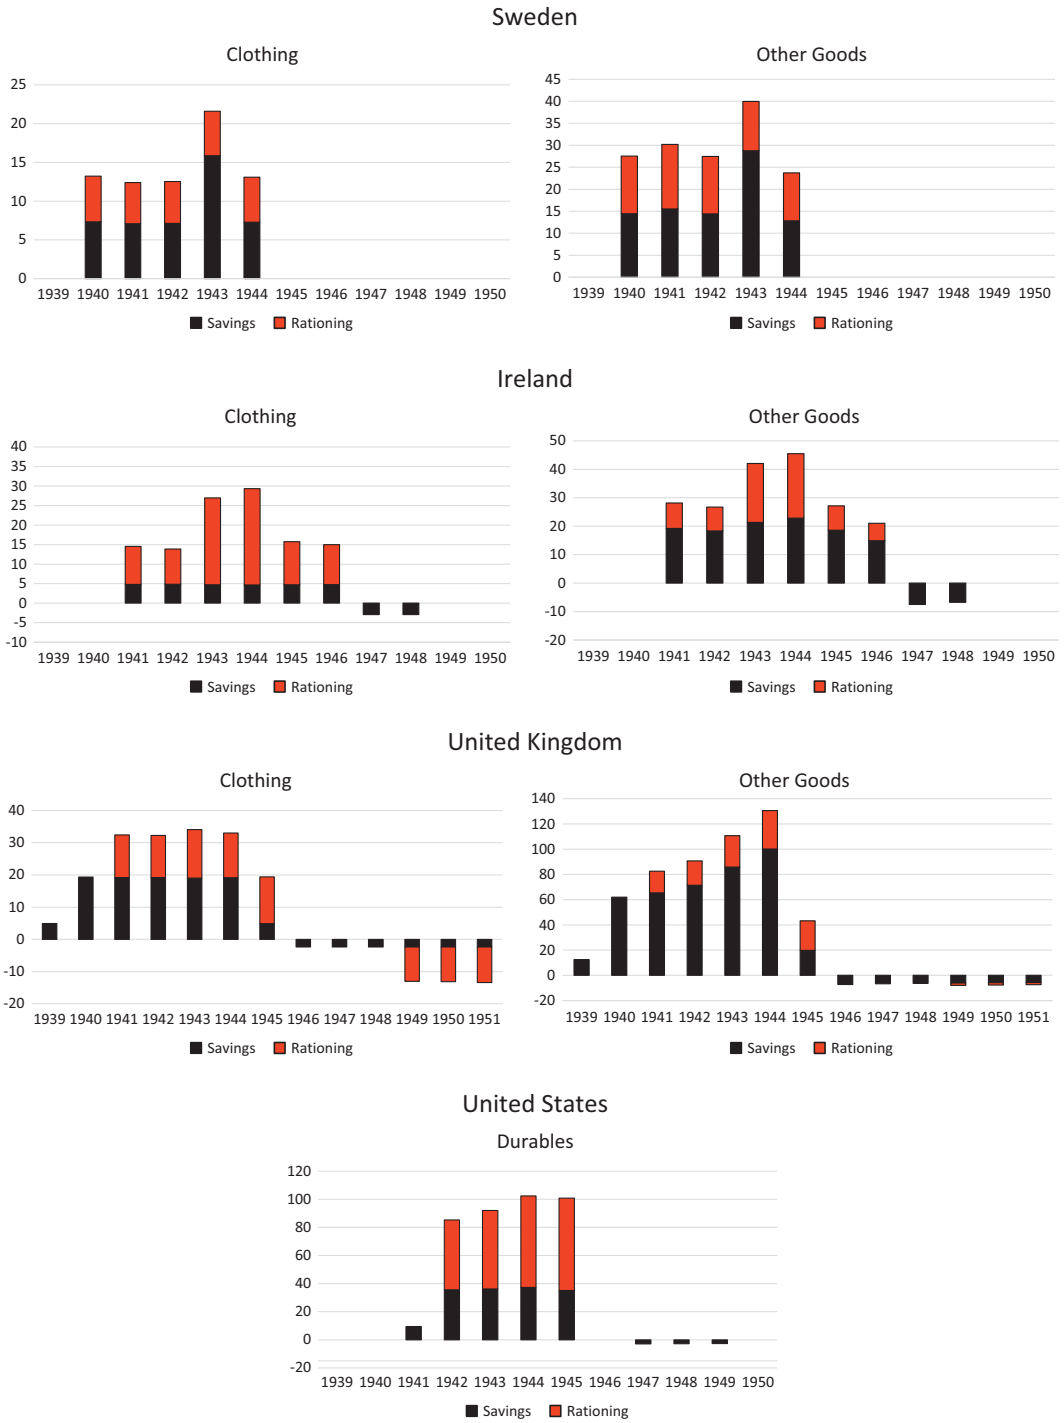 Sweden
Clothing
25
20
15
10
5
0
1939 1940 1941 1942 1943 1944 1945 1946 1947 1948 1949 1950
Savings Rationing
Other Goods
45
40
35
30
25
20
15
10
5
0
1939 1940 1941 1942 1943 1944 1945 1946 1947 1948 1949 1950
Savings Rationing
Ireland
Clothing
40
35
30
25
20
15
10
5
0
-5
-10
1939 1940 1941 1942 1943 1944 1945 1946 1947 1948 1949 1950
Savings Rationing
Other Goods
50
40
30
20
10
0
-10
-20
1939 1940 1941 1942 1943 1944 1945 1946 1947 1948 1949 1950
Savings Rationing
United Kingdom
Clothing
40
30
20
10
0
-10
-20
1939 1940 1941 1942 1943 1944 1945 1946 1947 1948 1949 1950 1951
Savings Rationing
Other Goods
140
120
100
80
60
40
20
0
-20
1939 1940 1941 1942 1943 1944 1945 1946 1947 1948 1949 1950 1951
Savings Rationing
United States
Durables
120
100
80
60
40
20
0
-20
1939 1940 1941 1942 1943 1944 1945 1946 1947 1948 1949 1950
Savings Rationing